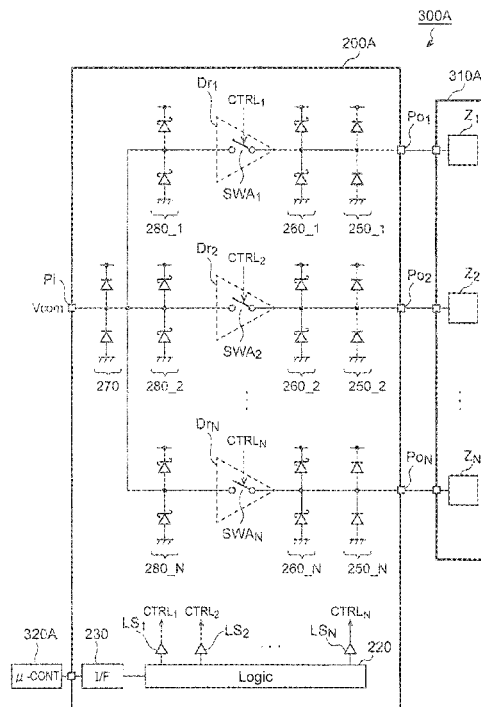 300A
200A
310A
Dr1
CTRL1
Po1
Z1
SWA1
280_1
260_1
250_1
Dr2
CTRL2
Pi
Po2
Z2
Vcom
SWA2
270
280_2
260_2
250_2
DrN
CTRLN
PoN
ZN
SWAN
280_N
260_N
250_N
CTRL1 CTRL2 CTRLN
LS1 LS2 LSN
320A 230 220
μ-CONT I/F Logic